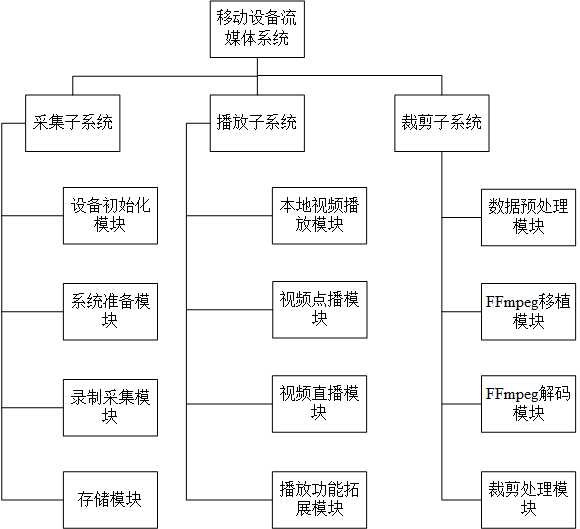 移动设备流
媒体系统
采集子系统
播放子系统
裁剪子系统
设备初始化
模块
本地视频播
放模块
数据预处理
模块
系统准备模
块
视频点播模
块
FFmpeg移植
模块
录制采集模
块
视频直播模
块
FFmpeg解码
模块
存储模块
播放功能拓
展模块
裁剪处理模
块